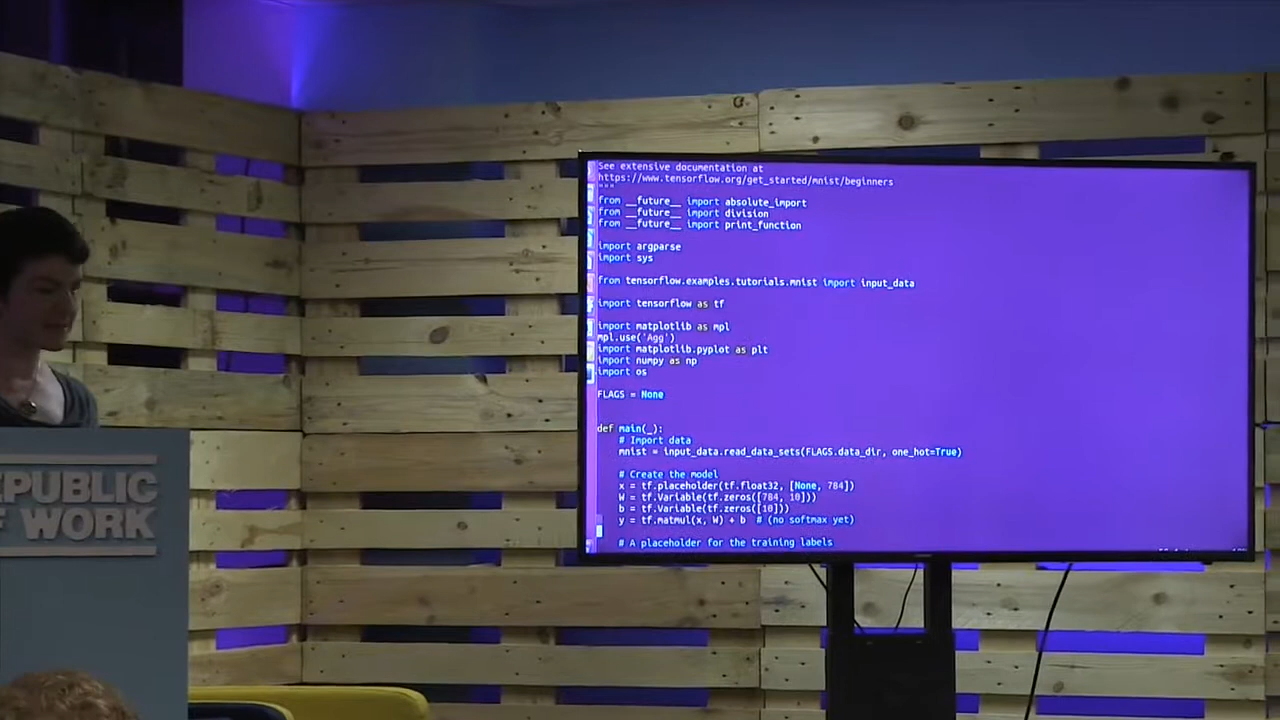 See extensive documentation at
https://www.tensorflow.org/get_started/mnist/beginners
"""
from __future__ import absolute_import
from __future__ import division
from __future__ import print_function
import argparse
import sys
from tensorflow.examples.tutorials.mnist import input_data
import tensorflow as tf
import matplotlib as mpl
mpl.use('Agg')
import matplotlib.pyplot as plt
import numpy as np
import os
FLAGS = None
def main(_):
# Import data
mnist = input_data.read_data_sets(FLAGS.data_dir, one_hot=True)
# Create the model
x = tf.placeholder(tf.float32, [None, 784])
W = tf.Variable(tf.zeros([784, 10]))
b = tf.Variable(tf.zeros([10]))
y = tf.matmul(x, W) + b # (no softmax yet)
# A placeholder for the training labels
EPUBLIC
F WORK